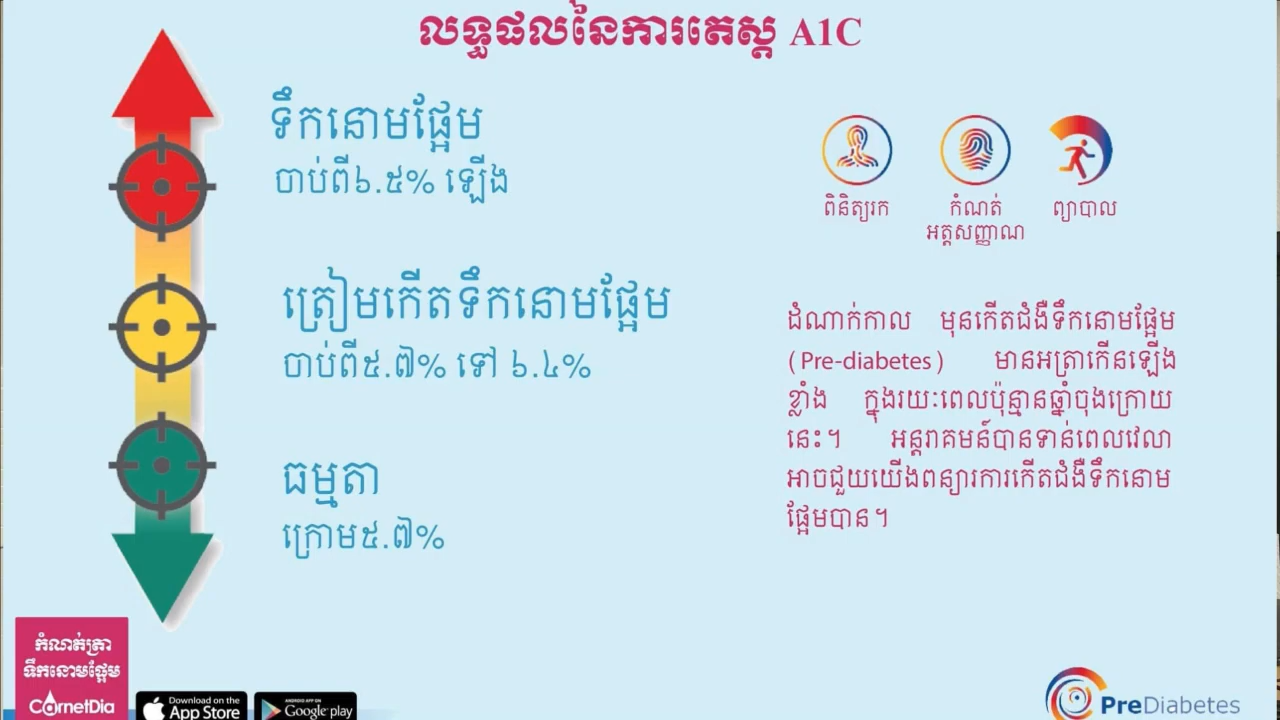 លទ្ធផលនៃការតេស្ត A1C
ទឹកនោមផ្អែម
ចាប់ពី៦.៥% ឡើង
ត្រៀមកើតទឹកនោមផ្អែម
ចាប់ពី៥.៧% ទៅ ៦.៤%
ធម្មតា
ក្រោម៥.៧%
ពិនិត្យរក
កំណត់
អត្តសញ្ញាណ
ព្យាបាល
ដំណាក់កាល មុនកើតជំងឺទឹកនោមផ្អែម
(Pre-diabetes) មានអត្រាកើនឡើង
ខ្លាំង ក្នុងរយៈពេលប៉ុន្មានឆ្នាំចុងក្រោយ
នេះ។ អន្តរាគមន៍បានទាន់ពេលវេលា
អាចជួយយើងពន្យារការកើតជំងឺទឹកនោម
ផ្អែមបាន។
កំណត់ត្រា
ទឹកនោមផ្អែម
CarnetDia
Download on the
App Store
ANDROID APP ON
Google play
PreDiabetes